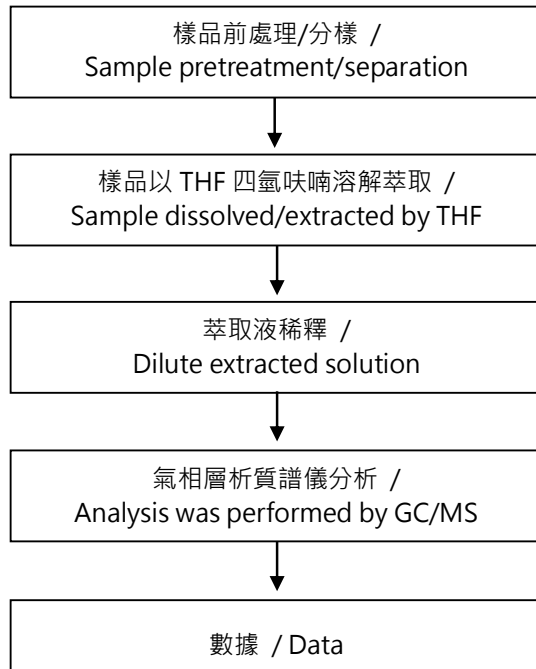 樣品前處理/分樣 /
Sample pretreatment/separation
樣品以 THF 四氫呋喃溶解萃取 /
Sample dissolved/extracted by THF
萃取液稀釋 /
Dilute extracted solution
氣相層析質譜儀分析 /
Analysis was performed by GC/MS
數據 / Data